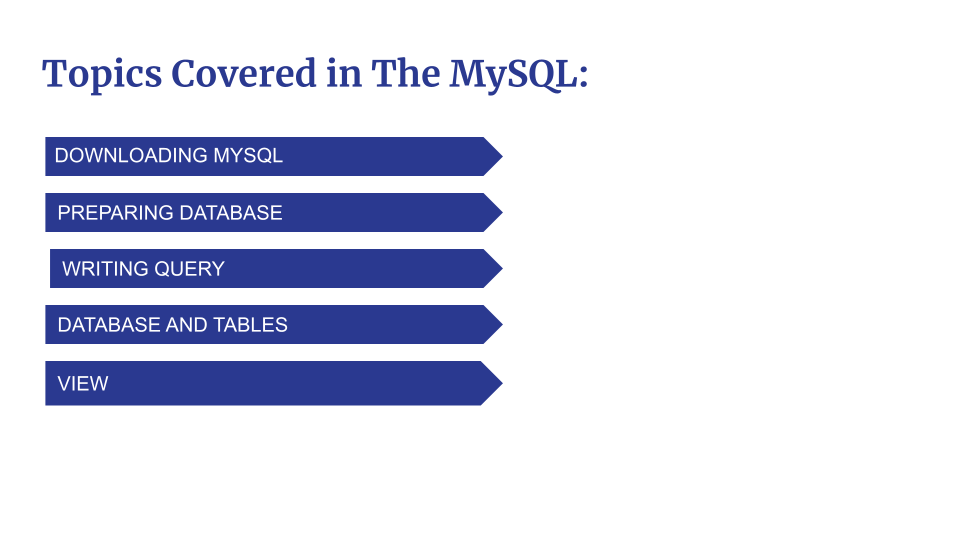 Topics Covered in The MySQL:
DOWNLOADING MYSQL
PREPARING DATABASE
WRITING QUERY
DATABASE AND TABLES
VIEW